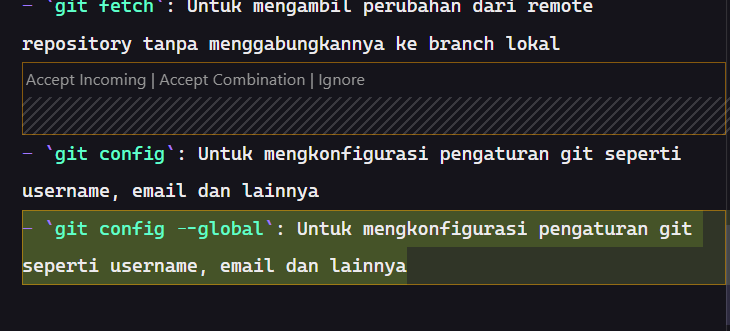 - `git fetch`: Untuk mengambil perubahan dari remote
repository tanpa menggabungkannya ke branch lokal
Accept Incoming | Accept Combination | Ignore
- `git config`: Untuk mengkonfigurasi pengaturan git seperti
username, email dan lainnya
- `git config --global`: Untuk mengkonfigurasi pengaturan git
seperti username, email dan lainnya